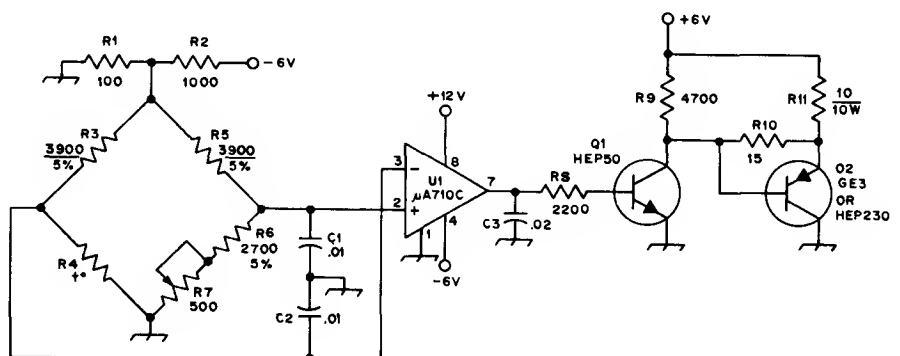 R1
100
R2
1000
-6V
R3
3900
5%
R5
3900
5%
R4
t°
R7
500
R6
2700
5%
C1
.01
C2
.01
+12V
3
-
2
+
8
U1
µA710C
7
1
4
-6V
C3
.02
R8
2200
Q1
HEP50
+6V
R9
4700
R10
15
R11
10
10W
Q2
GE3
OR
HEP230